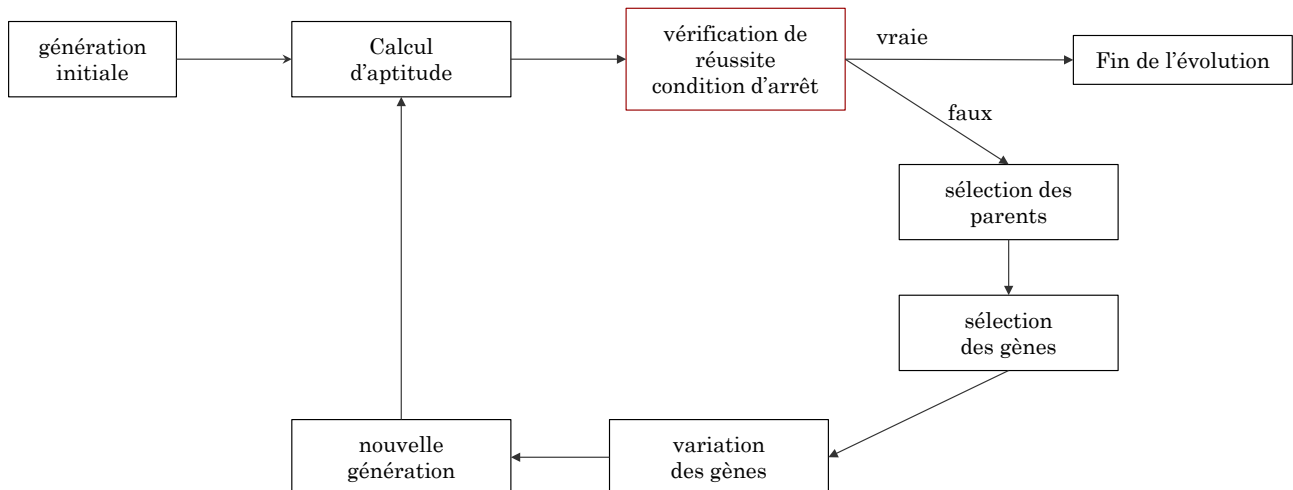 génération
initiale
Calcul
d'aptitude
vérification de
réussite
condition d'arrêt
vraie
Fin de l'évolution
faux
sélection des
parents
sélection
des gènes
variation
des gènes
nouvelle
génération